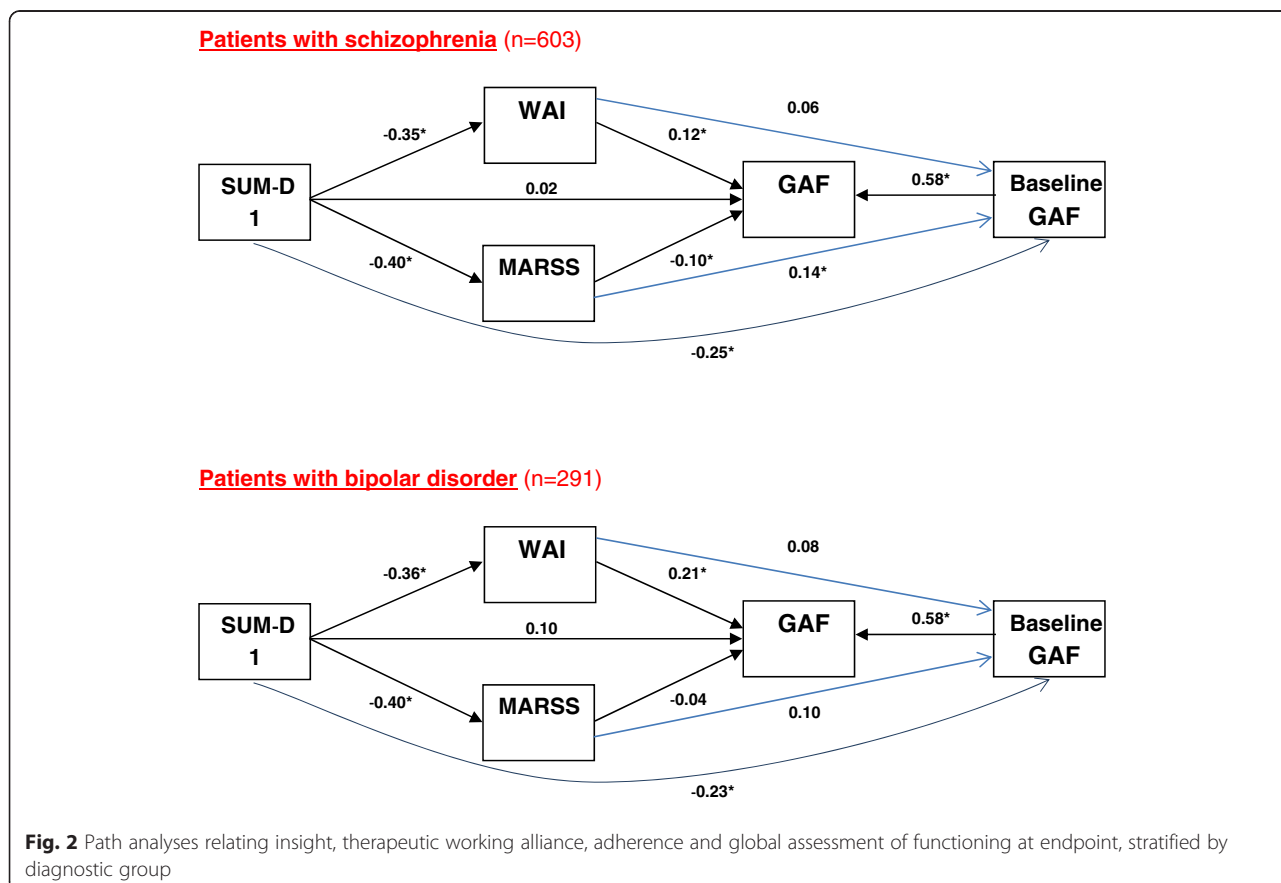 Patients with schizophrenia (n=603)
WAI
0.06
-0.35*
0.12*
SUM-D
1
0.02
GAF
0.58*
Baseline
GAF
-0.40*
MARSS
-0.10*
0.14*
-0.25*
Patients with bipolar disorder (n=291)
WAI
0.08
-0.36*
0.21*
SUM-D
1
0.10
GAF
0.58*
Baseline
GAF
-0.40*
MARSS
-0.04
0.10
-0.23*
Fig. 2 Path analyses relating insight, therapeutic working alliance, adherence and global assessment of functioning at endpoint, stratified by
diagnostic group